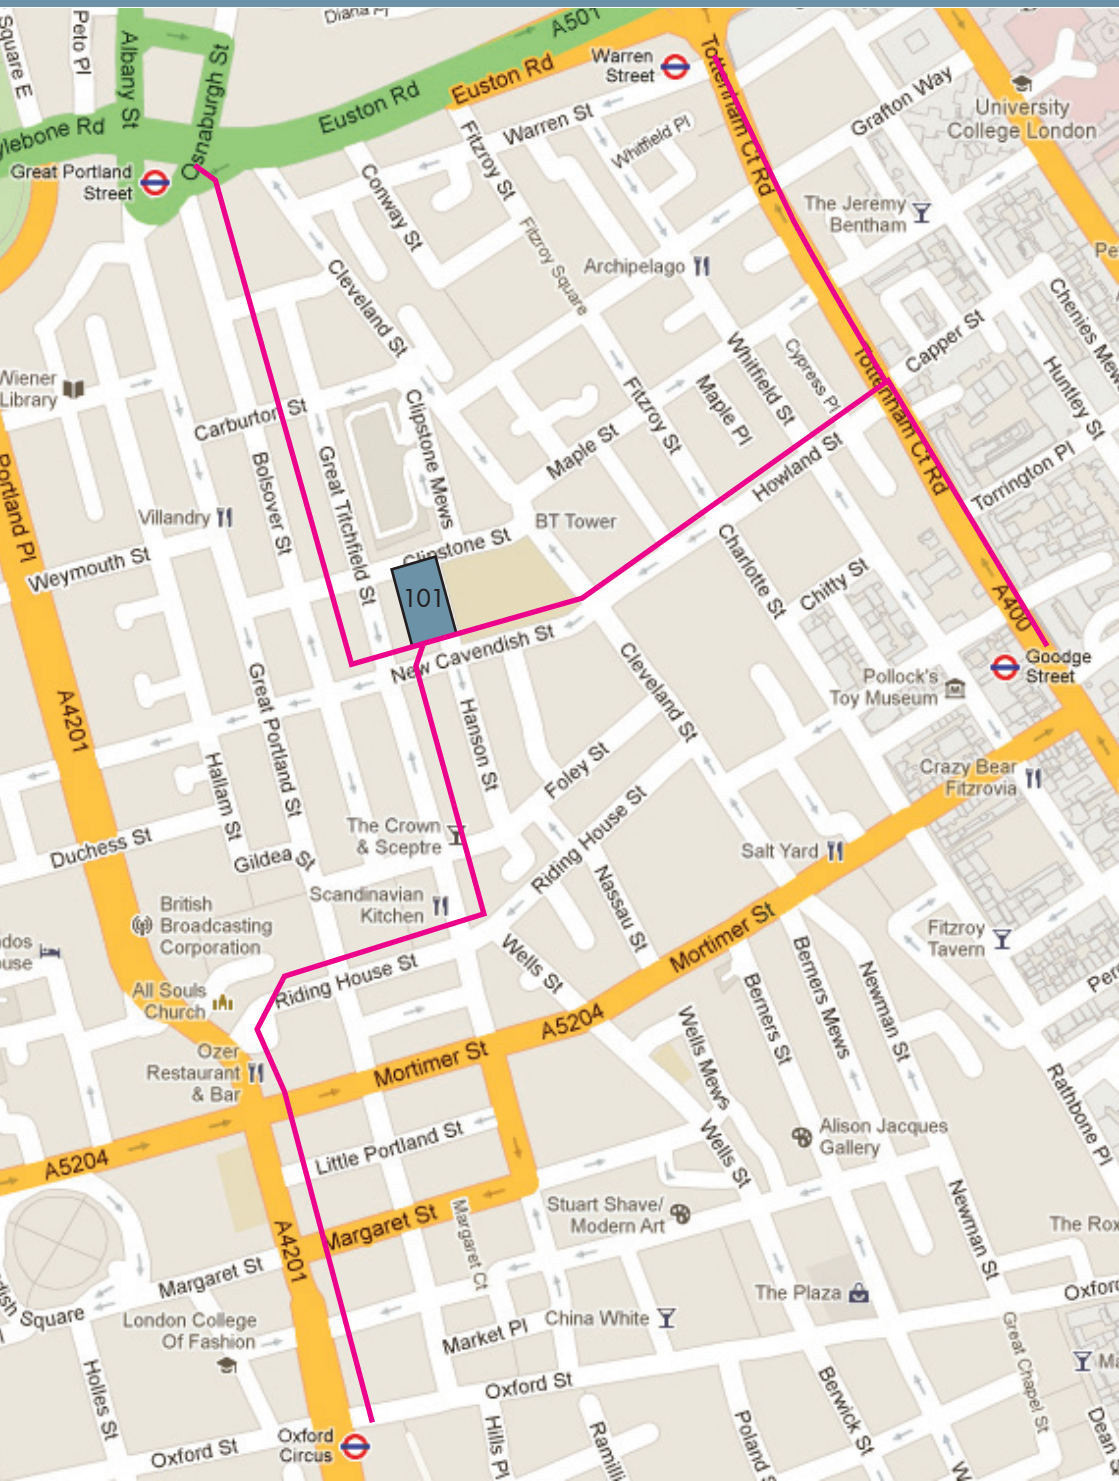 Square E
Peto Pl
Albany St
Osnaburgh St
A501
Euston Rd
Euston Rd
Warren
Street
Tottenham Ct Rd
University
College London
Grafton Way
Warren St
Whitfield Pl
Fitzroy St
Conway St
Great Portland
Street
The Jeremy
Bentham
Fitzroy Square
Archipelago
Cleveland St
Chenies Mew
Capper St
Huntley St
Wiener
Library
Carburton St
Clipstone Mews
Whitfield St
Cypress Pl
Maple Pl
Fitzroy St
Maple St
Tottenham Ct Rd
Howland St
Torrington Pl
Portland Pl
Bolsover St
Great Titchfield St
Villandry
BT Tower
Clipstone St
Weymouth St
Charlotte St
Chitty St
101
A400
Goodge
Street
New Cavendish St
Cleveland St
Pollock's
Toy Museum
A4201
Great Portland St
Hanson St
Hallam St
Foley St
Crazy Bear
Fitzrovia
Riding House St
The Crown
& Sceptre
Duchess St
Gildea St
Salt Yard
Nassau St
Scandinavian
Kitchen
British
Broadcasting
Corporation
Mortimer St
Wells St
Fitzroy
Tavern
Berners Mews
Newman St
Berners St
Riding House St
All Souls
Church
A5204
Wells Mews
Ozer
Restaurant
& Bar
Mortimer St
Rathbone Pl
Little Portland St
Alison Jacques
Gallery
Wells St
A5204
Stuart Shave/
Modern Art
Margaret St
Margaret Ct
Newman St
The Rox
A4201
Margaret St
The Plaza
Oxford
dish Square
London College
Of Fashion
China White
Market Pl
Great Chapel St
Holles St
Oxford St
Berwick St
Oxford
Circus
Oxford St
Hills Pl
Ramilli
Poland S
Dean